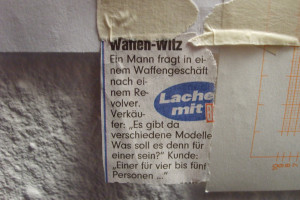 Waffen-Witz
Ein Mann fragt in ei-
nem Waffengeschäft
nach ei-
nem Re-
volver.
Verkäu-
fer: „Es gibt da
verschiedene Modelle
Was soll es denn für
einer sein?" Kunde:
„Einer für vier bis fünf
Personen ..."
Lache
mit